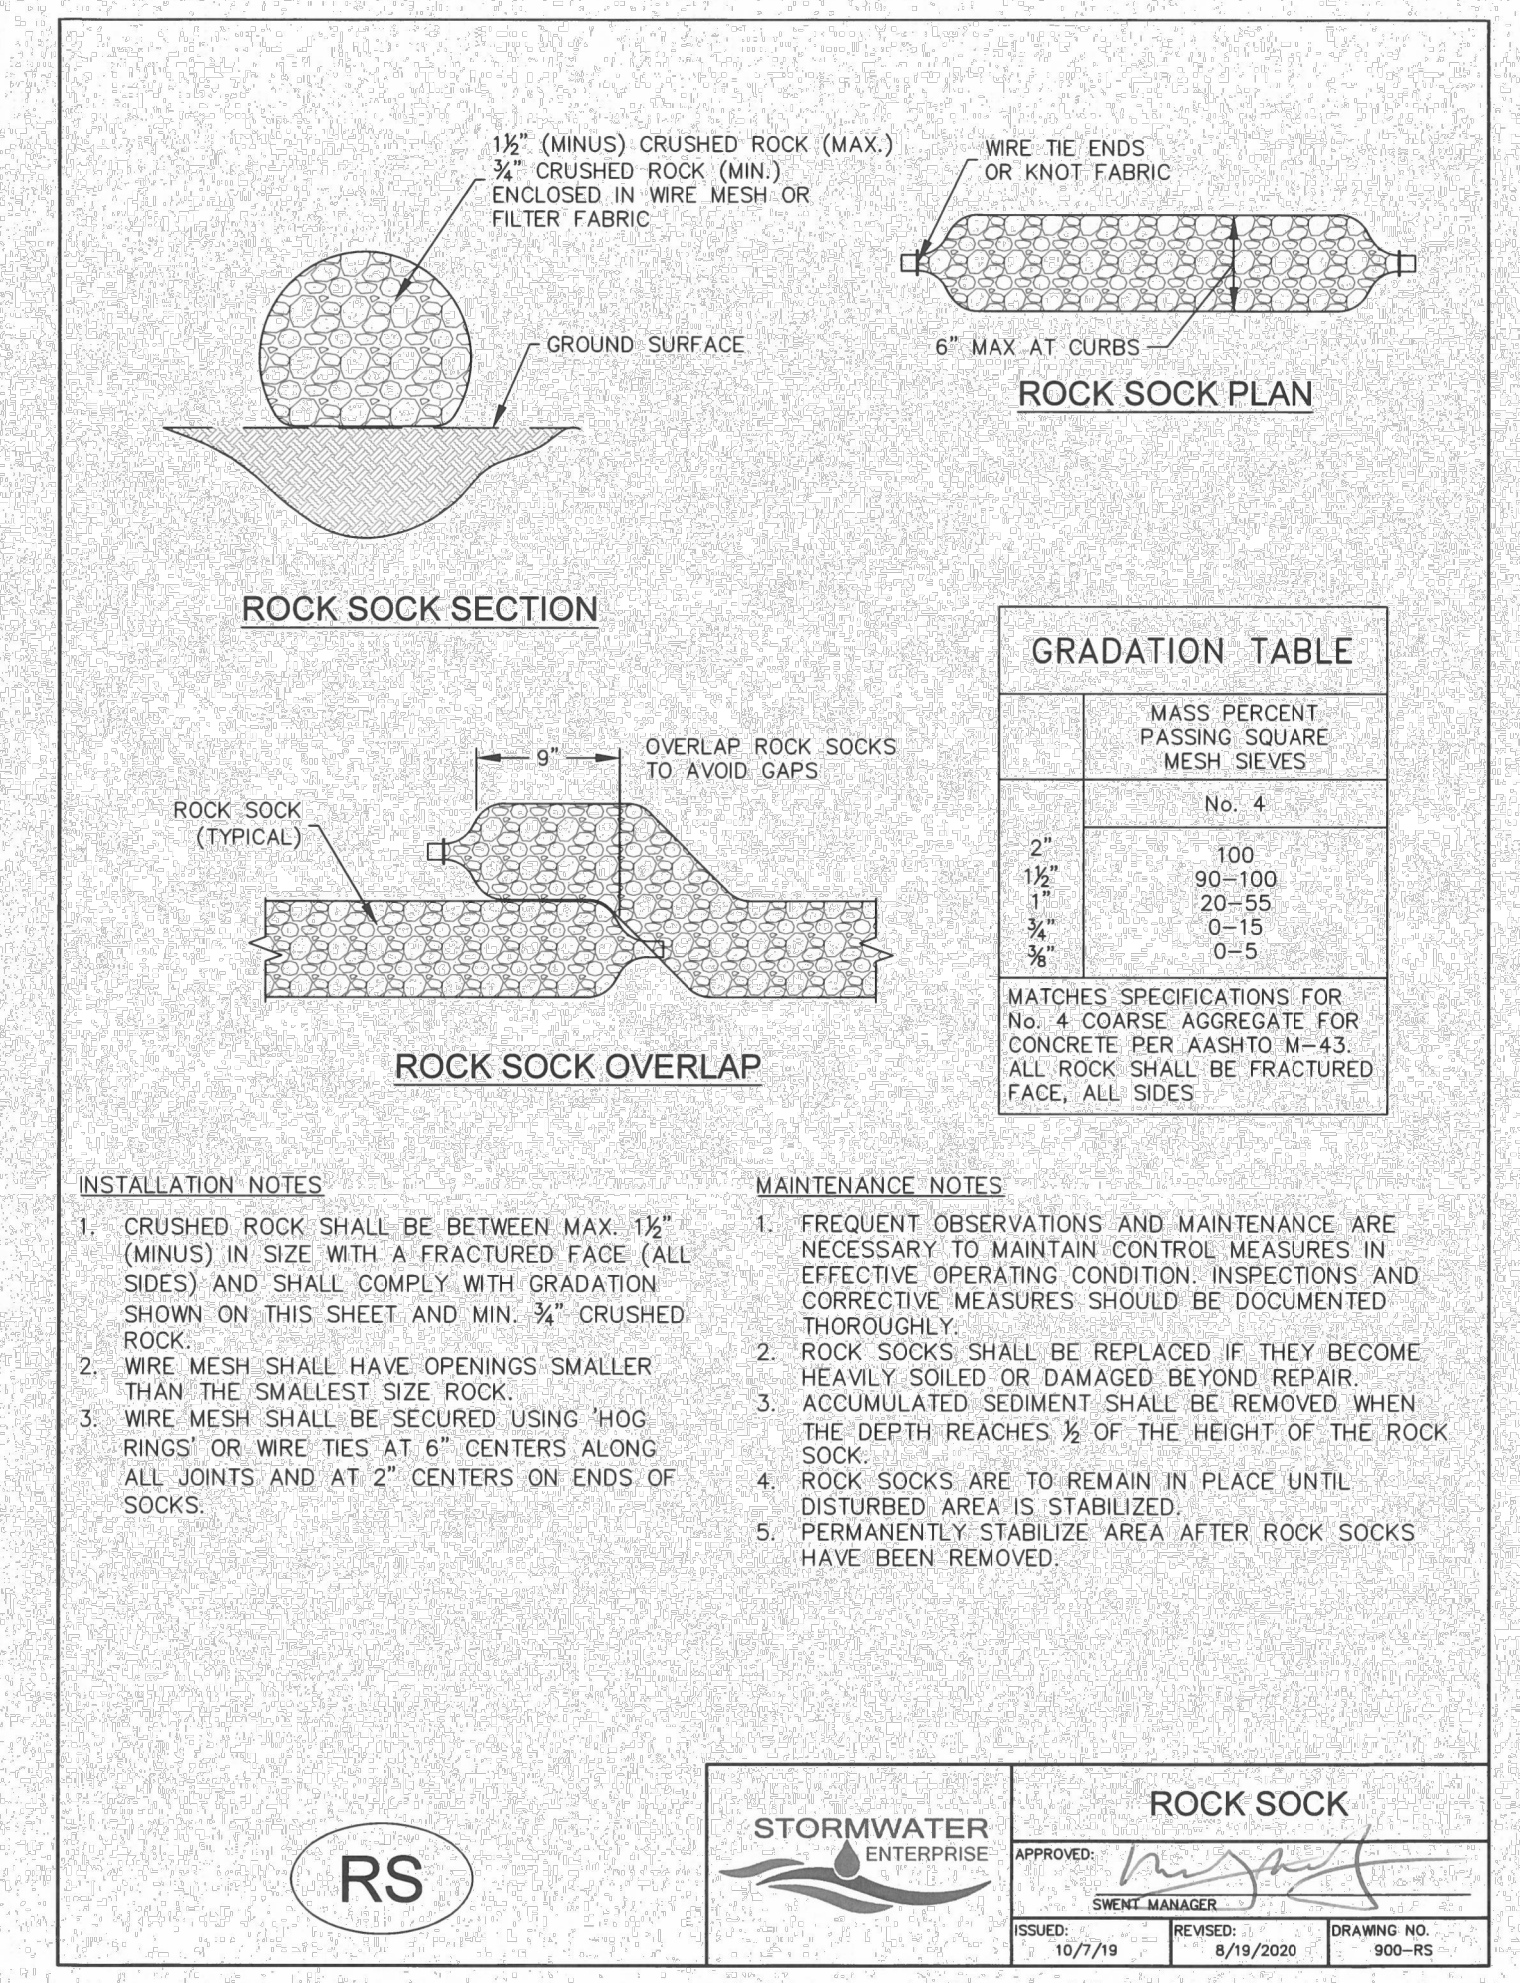 1½" (MINUS) CRUSHED ROCK (MAX.)
¾" CRUSHED ROCK (MIN.)
ENCLOSED IN WIRE MESH OR
FILTER FABRIC
GROUND SURFACE
ROCK SOCK SECTION
WIRE TIE ENDS
OR KNOT FABRIC
6" MAX AT CURBS
ROCK SOCK PLAN
9"
OVERLAP ROCK SOCKS
TO AVOID GAPS
ROCK SOCK
(TYPICAL)
ROCK SOCK OVERLAP
GRADATION TABLE
MASS PERCENT
PASSING SQUARE
MESH SIEVES
No. 4
2" 100
1½" 90-100
1" 20-55
¾" 0-15
⅜" 0-5
MATCHES SPECIFICATIONS FOR
No. 4 COARSE AGGREGATE FOR
CONCRETE PER AASHTO M-43.
ALL ROCK SHALL BE FRACTURED
FACE, ALL SIDES
INSTALLATION NOTES
1. CRUSHED ROCK SHALL BE BETWEEN MAX. 1½"
(MINUS) IN SIZE WITH A FRACTURED FACE (ALL
SIDES) AND SHALL COMPLY WITH GRADATION
SHOWN ON THIS SHEET AND MIN. ¾" CRUSHED
ROCK.
2. WIRE MESH SHALL HAVE OPENINGS SMALLER
THAN THE SMALLEST SIZE ROCK.
3. WIRE MESH SHALL BE SECURED USING 'HOG
RINGS' OR WIRE TIES AT 6" CENTERS ALONG
ALL JOINTS AND AT 2" CENTERS ON ENDS OF
SOCKS.
MAINTENANCE NOTES
1. FREQUENT OBSERVATIONS AND MAINTENANCE ARE
NECESSARY TO MAINTAIN CONTROL MEASURES IN
EFFECTIVE OPERATING CONDITION. INSPECTIONS AND
CORRECTIVE MEASURES SHOULD BE DOCUMENTED
THOROUGHLY.
2. ROCK SOCKS SHALL BE REPLACED IF THEY BECOME
HEAVILY SOILED OR DAMAGED BEYOND REPAIR.
3. ACCUMULATED SEDIMENT SHALL BE REMOVED WHEN
THE DEPTH REACHES ½ OF THE HEIGHT OF THE ROCK
SOCK.
4. ROCK SOCKS ARE TO REMAIN IN PLACE UNTIL
DISTURBED AREA IS STABILIZED.
5. PERMANENTLY STABILIZE AREA AFTER ROCK SOCKS
HAVE BEEN REMOVED.
RS
STORMWATER
ENTERPRISE
ROCK SOCK
APPROVED:
SWENT MANAGER
ISSUED:
10/7/19
REVISED:
8/19/2020
DRAWING NO.
900-RS